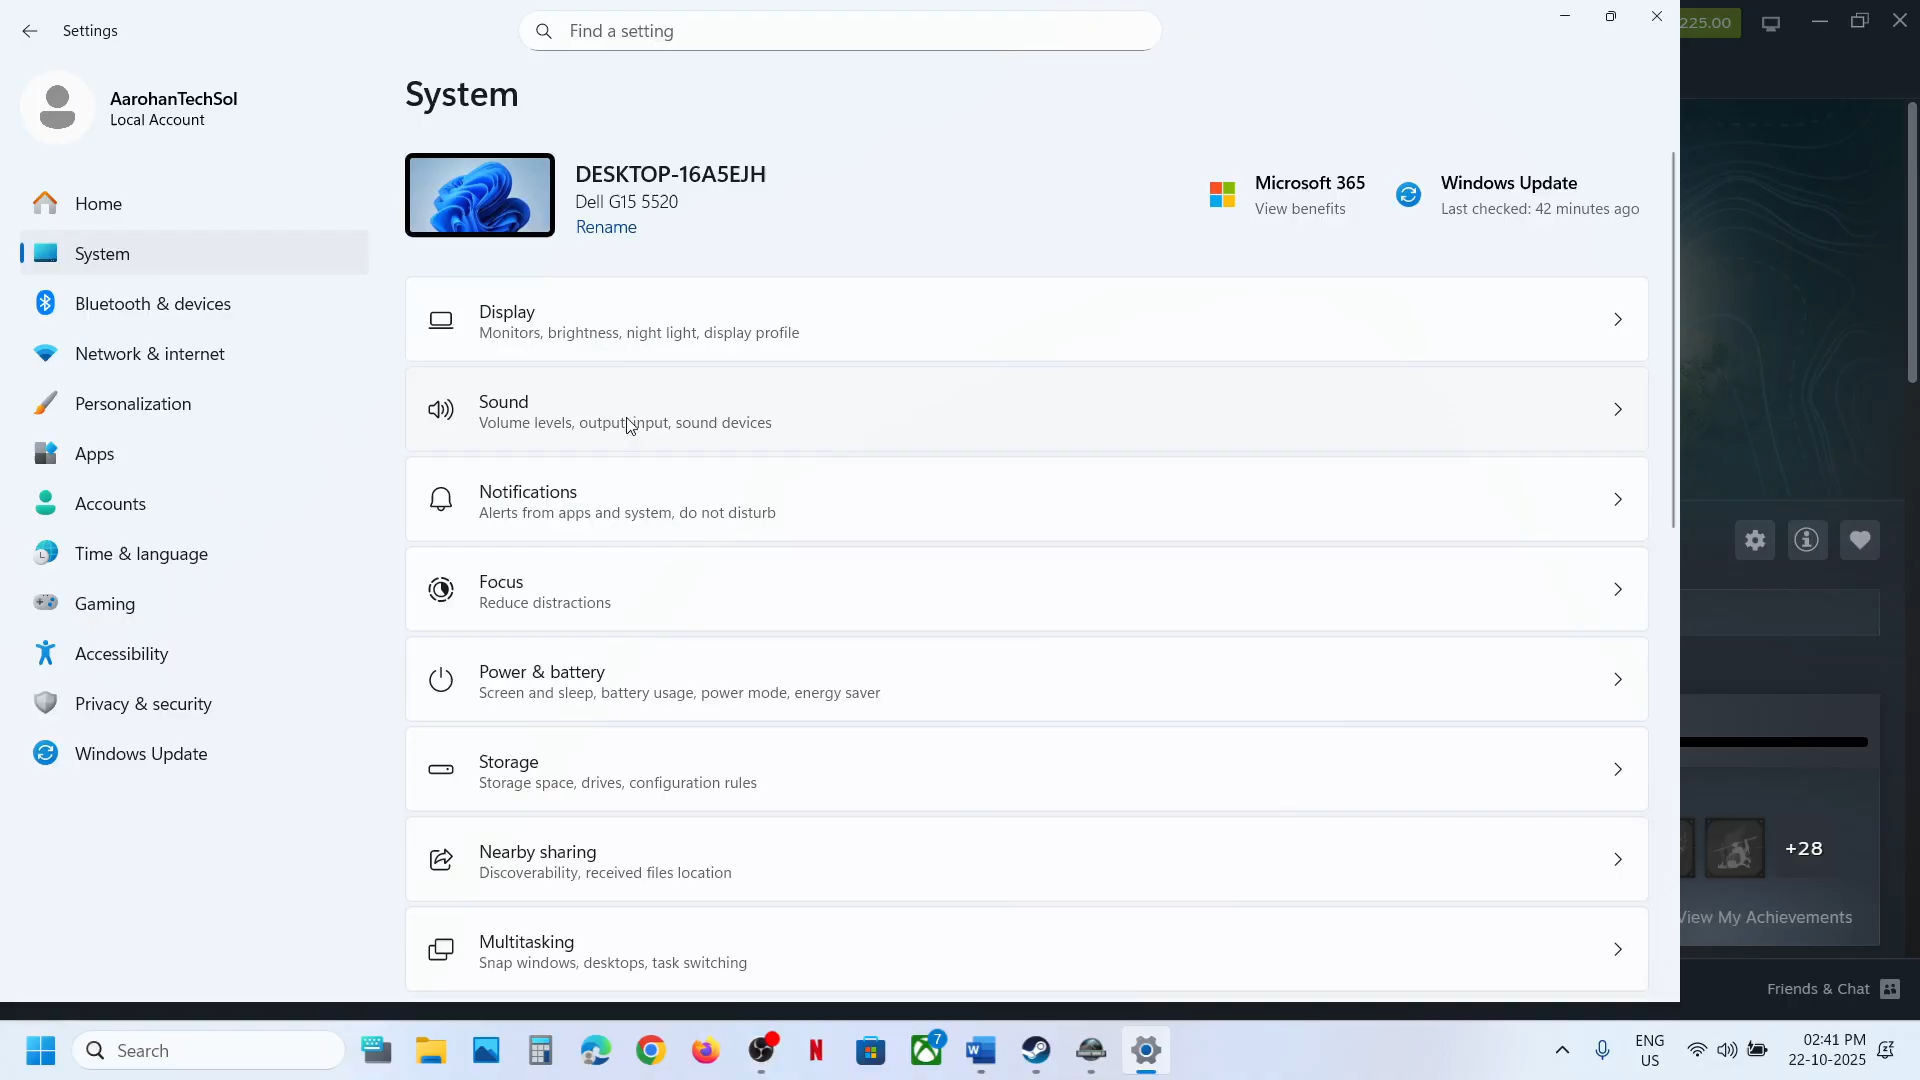 Settings
Find a setting
225.00
AarohanTechSol
Local Account
System
DESKTOP-16A5EJH
Dell G15 5520
Rename
Microsoft 365
View benefits
Windows Update
Last checked: 42 minutes ago
Home
System
Bluetooth & devices
Network & internet
Personalization
Apps
Accounts
Time & language
Gaming
Accessibility
Privacy & security
Windows Update
Display
Monitors, brightness, night light, display profile
Sound
Volume levels, output, input, sound devices
Notifications
Alerts from apps and system, do not disturb
Focus
Reduce distractions
Power & battery
Screen and sleep, battery usage, power mode, energy saver
Storage
Storage space, drives, configuration rules
Nearby sharing
Discoverability, received files location
Multitasking
Snap windows, desktops, task switching
+28
View My Achievements
Friends & Chat
Search
N
7
W
ENG
US
02:41 PM
22-10-2025